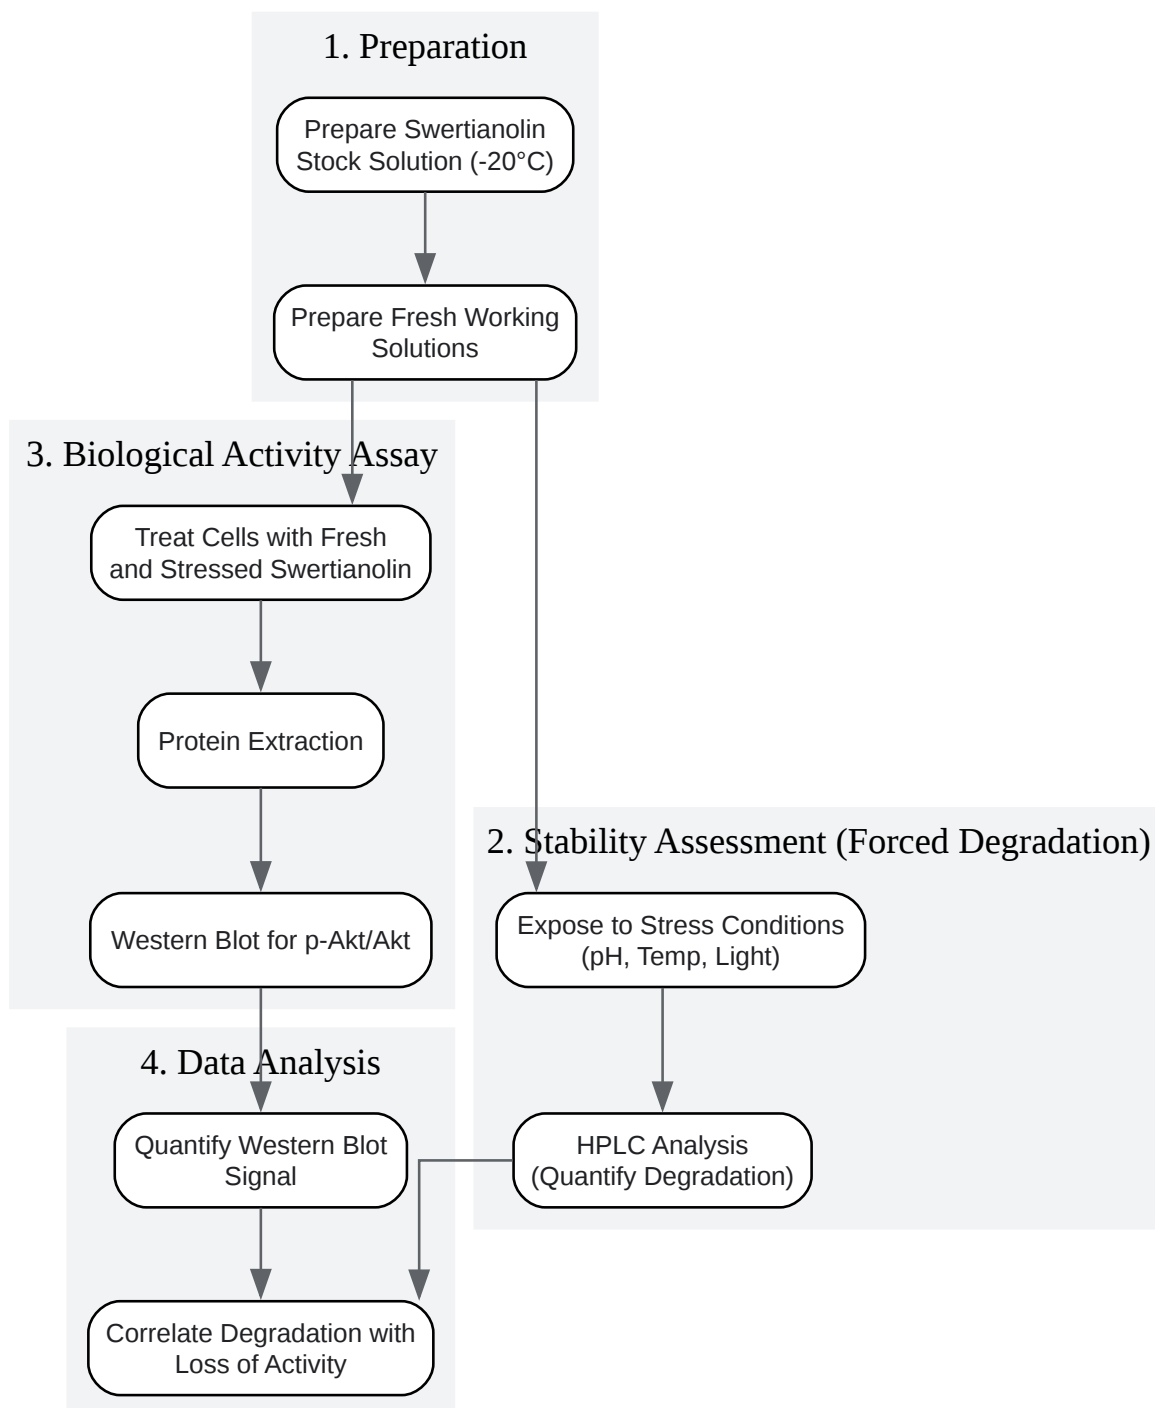 1. Preparation
Prepare Swertianolin
Stock Solution (-20°C)
Prepare Fresh Working
Solutions
3. Biological Activity Assay
Treat Cells with Fresh
and Stressed Swertianolin
Protein Extraction
Western Blot for p-Akt/Akt
2. Stability Assessment (Forced Degradation)
Expose to Stress Conditions
(pH, Temp, Light)
HPLC Analysis
(Quantify Degradation)
4. Data Analysis
Quantify Western Blot
Signal
Correlate Degradation with
Loss of Activity